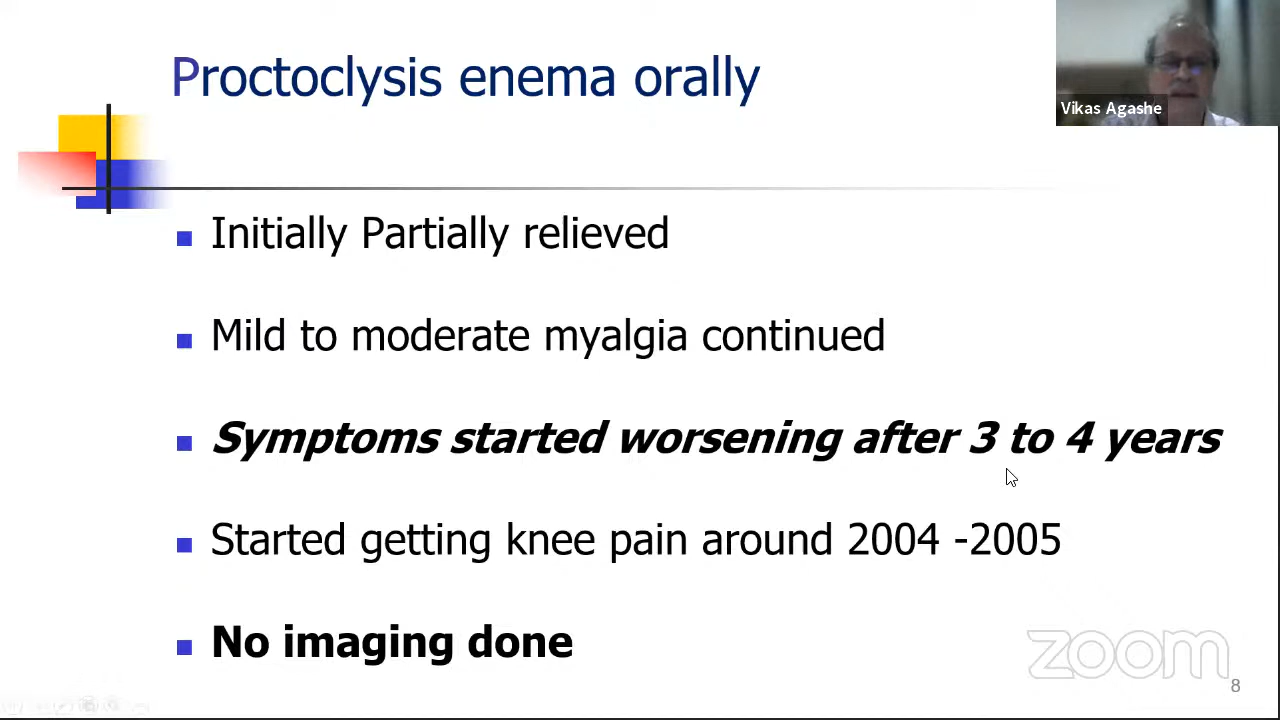 Proctoclysis enema orally
Vikas Agashe
Initially Partially relieved
Mild to moderate myalgia continued
Symptoms started worsening after 3 to 4 years
Started getting knee pain around 2004 -2005
No imaging done
zoom
8